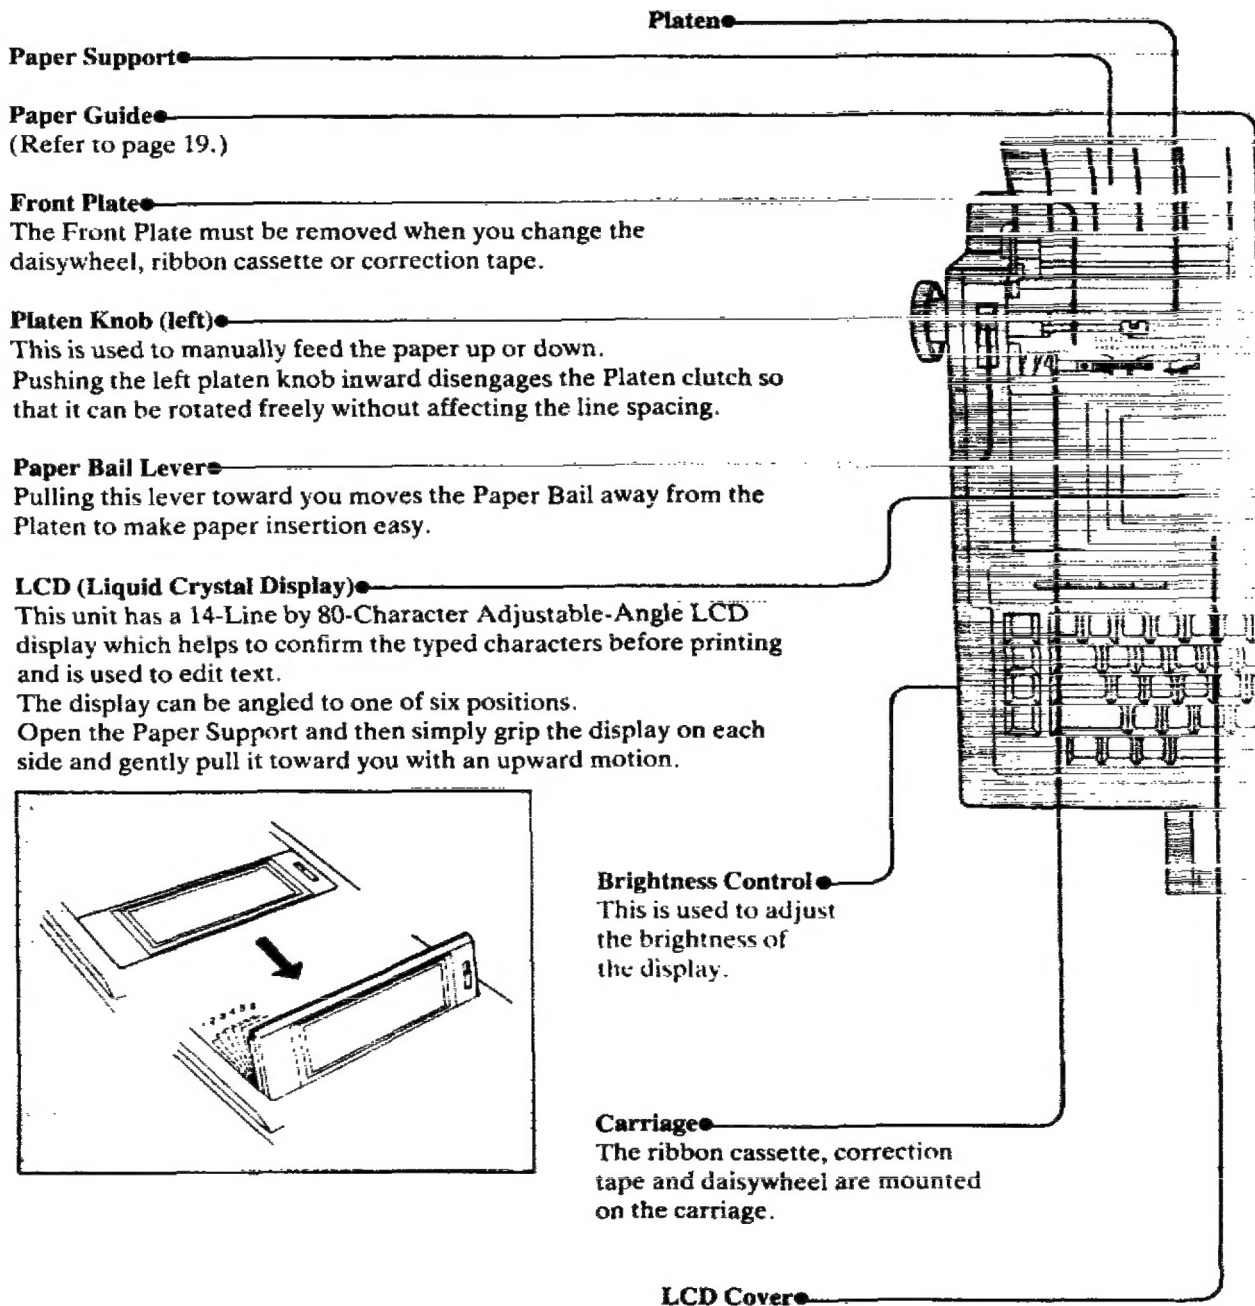 Platen
Paper Support
Paper Guide
(Refer to page 19.)
Front Plate
The Front Plate must be removed when you change the
daisywheel, ribbon cassette or correction tape.
Platen Knob (left)
This is used to manually feed the paper up or down.
Pushing the left platen knob inward disengages the Platen clutch so
that it can be rotated freely without affecting the line spacing.
Paper Bail Lever
Pulling this lever toward you moves the Paper Bail away from the
Platen to make paper insertion easy.
LCD (Liquid Crystal Display)
This unit has a 14-Line by 80-Character Adjustable-Angle LCD
display which helps to confirm the typed characters before printing
and is used to edit text.
The display can be angled to one of six positions.
Open the Paper Support and then simply grip the display on each
side and gently pull it toward you with an upward motion.
2 3 4 5 6
Brightness Control
This is used to adjust
the brightness of
the display.
Carriage
The ribbon cassette, correction
tape and daisywheel are mounted
on the carriage.
LCD Cover